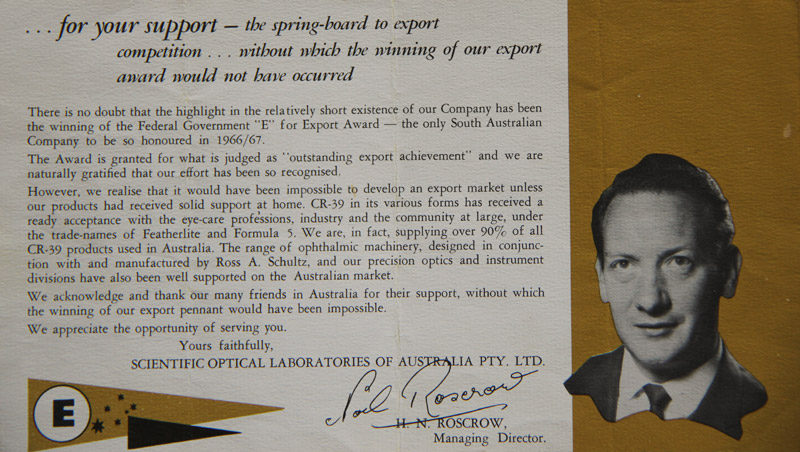 . . . for your support — the spring-board to export
competition . . . without which the winning of our export
award would not have occurred
There is no doubt that the highlight in the relatively short existence of our Company has been
the winning of the Federal Government "E" for Export Award — the only South Australian
Company to be so honoured in 1966/67.
The Award is granted for what is judged as "outstanding export achievement" and we are
naturally gratified that our effort has been so recognised.
However, we realise that it would have been impossible to develop an export market unless
our products had received solid support at home. CR-39 in its various forms has received a
ready acceptance with the eye-care professions, industry and the community at large, under
the trade-names of Featherlite and Formula 5. We are, in fact, supplying over 90% of all
CR-39 products used in Australia. The range of ophthalmic machinery, designed in conjunc-
tion with and manufactured by Ross A. Schultz, and our precision optics and instrument
divisions have also been well supported on the Australian market.
We acknowledge and thank our many friends in Australia for their support, without which
the winning of our export pennant would have been impossible.
We appreciate the opportunity of serving you.
Yours faithfully,
SCIENTIFIC OPTICAL LABORATORIES OF AUSTRALIA PTY. LTD.
Noel Roscrow
H. N. ROSCROW,
Managing Director.
E